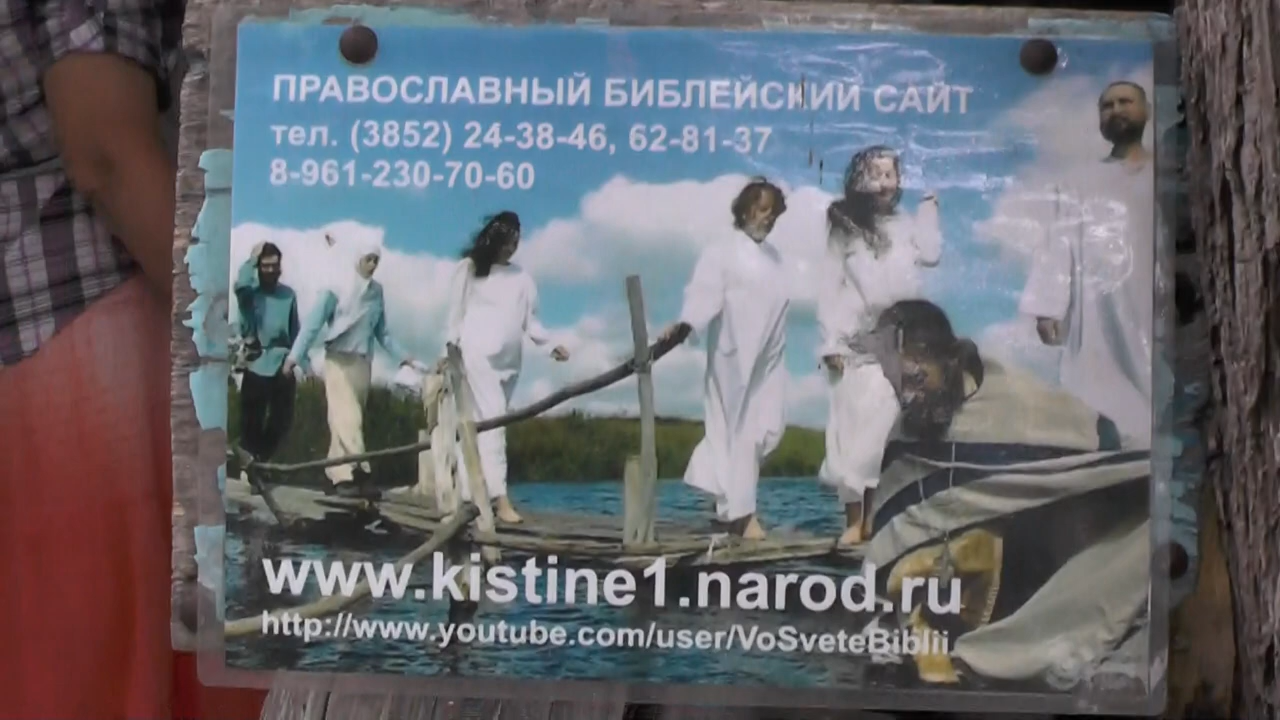 ПРАВОСЛАВНЫЙ БИБЛЕЙСКИЙ САЙТ
тел. (3852) 24-38-46, 62-81-37
8-961-230-70-60
www.kistine1.narod.ru
http://www.youtube.com/user/VoSveteBiblii